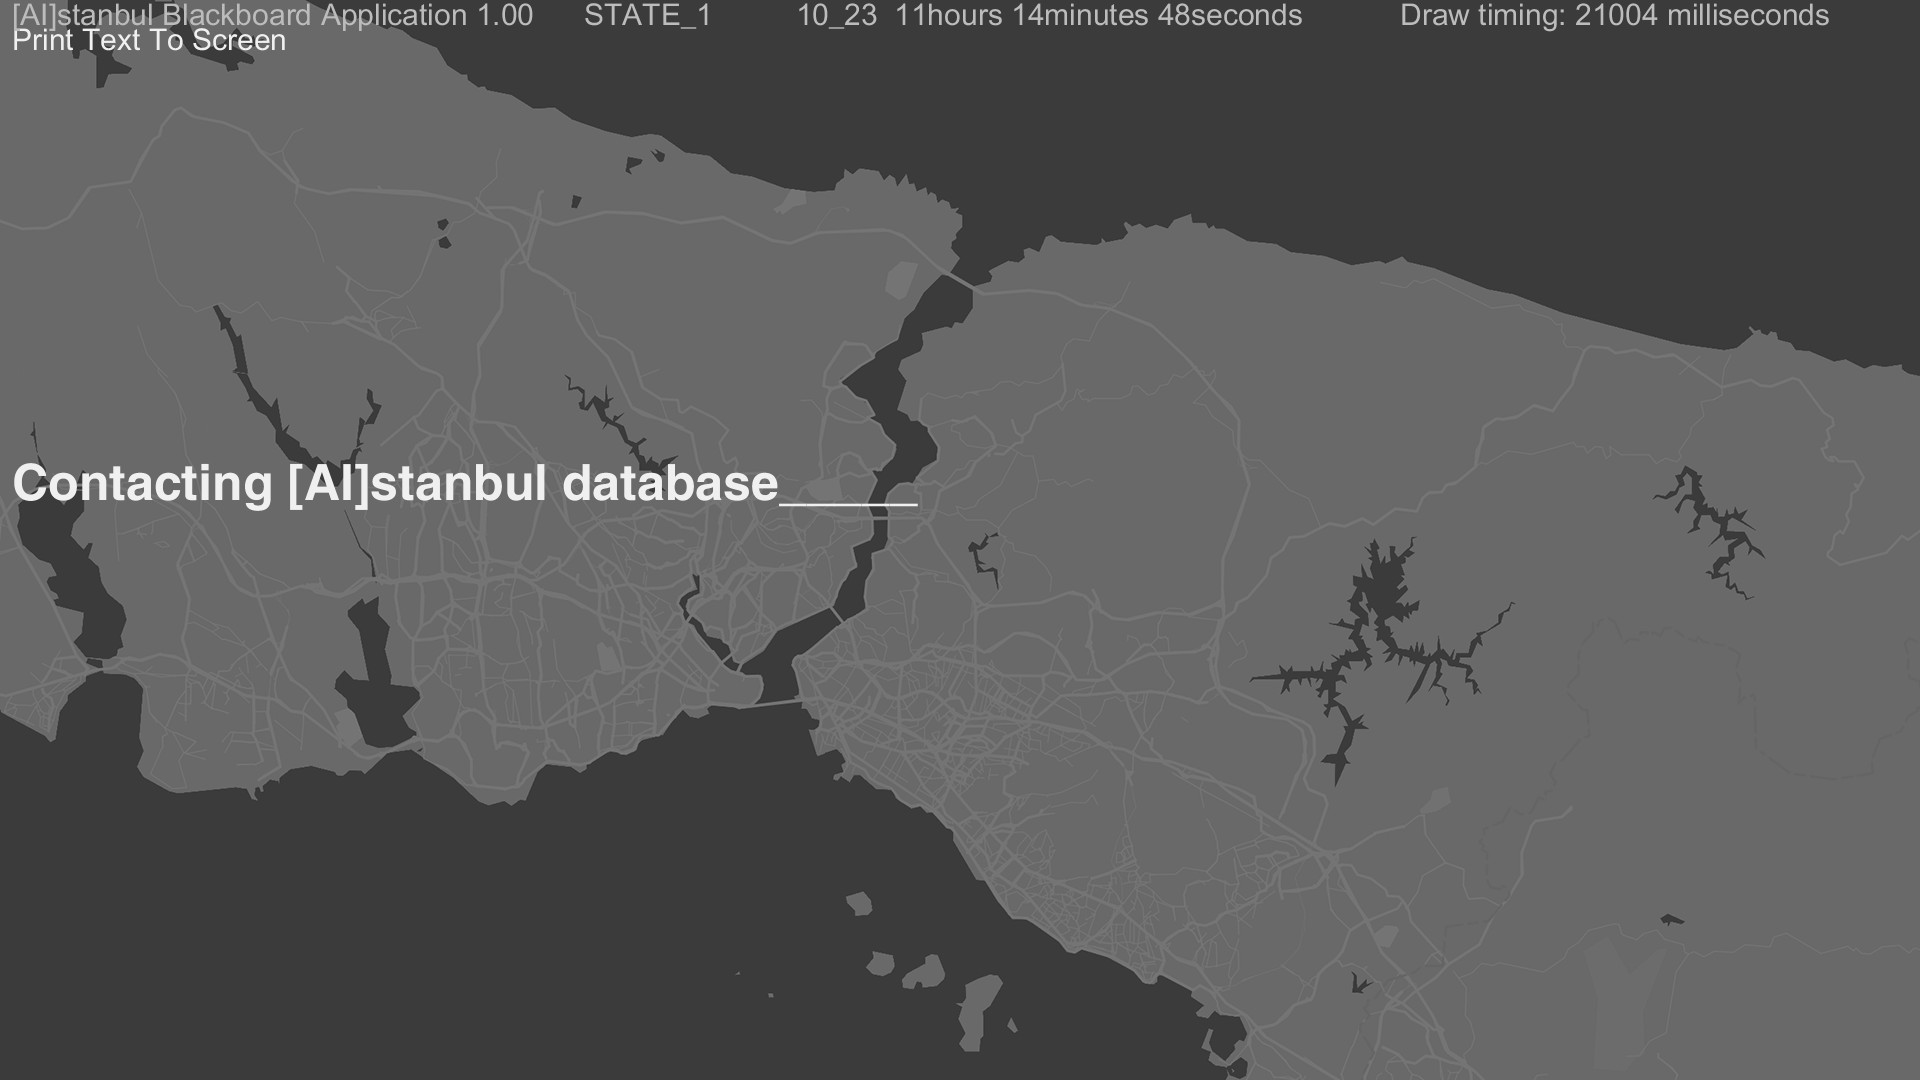 [AI]stanbul Blackboard Application 1.00 STATE_1 10_23 11hours 14minutes 48seconds Draw timing: 21004 milliseconds
Print Text To Screen
Contacting [AI]stanbul database_____